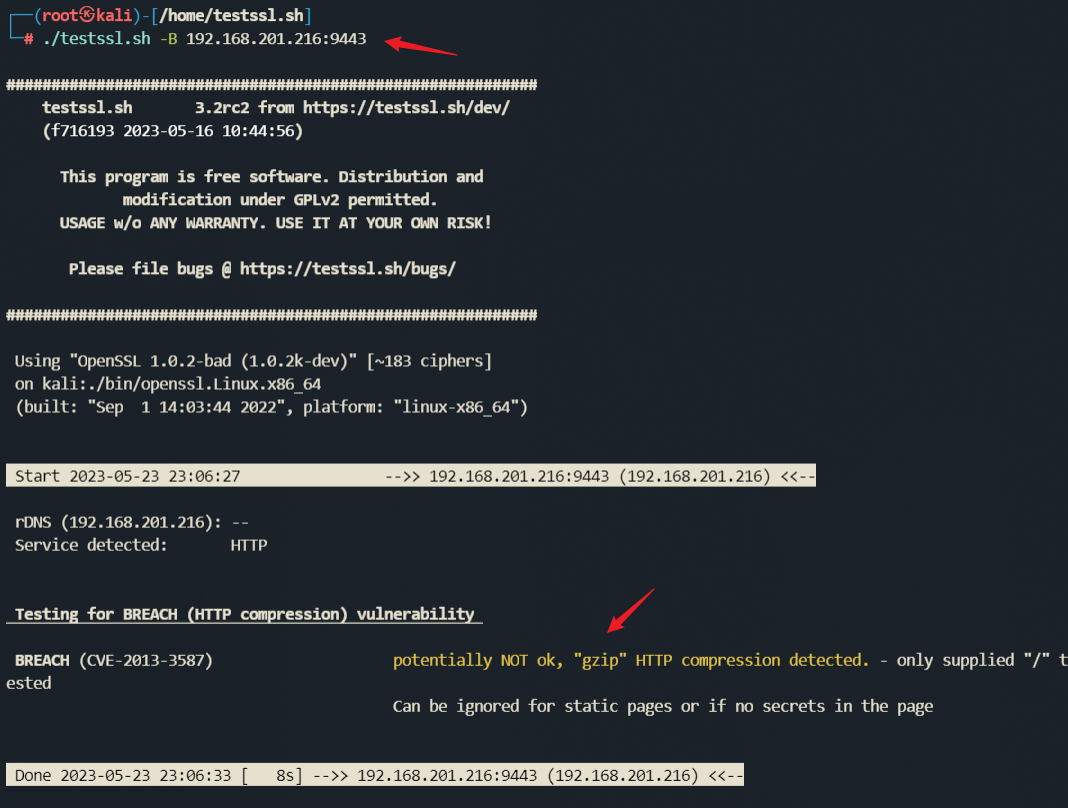 (root㉿kali)-[/home/testssl.sh]
# ./testssl.sh -B 192.168.201.216:9443
###########################################################
testssl.sh 3.2rc2 from https://testssl.sh/dev/
(f716193 2023-05-16 10:44:56)
This program is free software. Distribution and
modification under GPLv2 permitted.
USAGE w/o ANY WARRANTY. USE IT AT YOUR OWN RISK!
Please file bugs @ https://testssl.sh/bugs/
###########################################################
Using "OpenSSL 1.0.2-bad (1.0.2k-dev)" [~183 ciphers]
on kali:./bin/openssl.Linux.x86_64
(built: "Sep 1 14:03:44 2022", platform: "linux-x86_64")
Start 2023-05-23 23:06:27 -->> 192.168.201.216:9443 (192.168.201.216) <<--
rDNS (192.168.201.216): --
Service detected: HTTP
Testing for BREACH (HTTP compression) vulnerability
BREACH (CVE-2013-3587) potentially NOT ok, "gzip" HTTP compression detected. - only supplied "/" t
ested
Can be ignored for static pages or if no secrets in the page
Done 2023-05-23 23:06:33 [ 8s] -->> 192.168.201.216:9443 (192.168.201.216) <<--